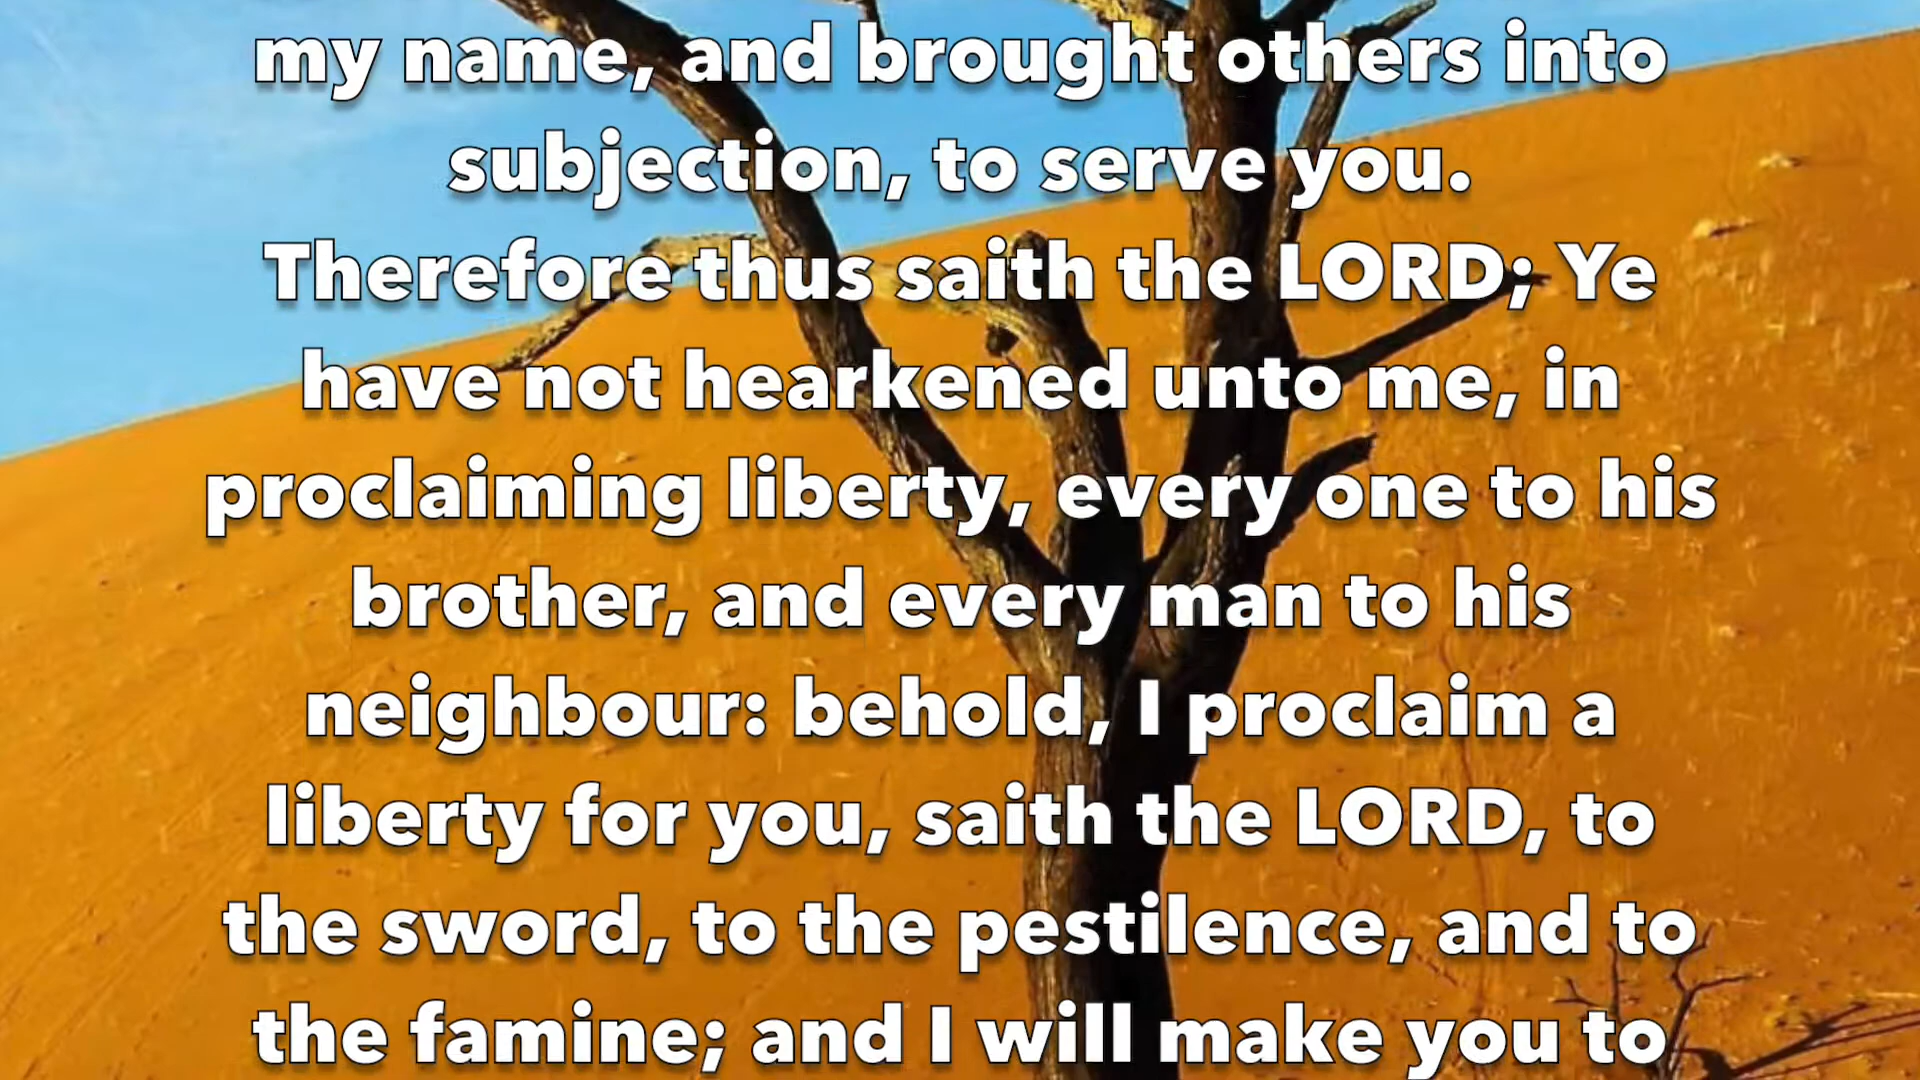 my name, and brought others into
subjection, to serve you.
Therefore thus saith the LORD; Ye
have not hearkened unto me, in
proclaiming liberty, every one to his
brother, and every man to his
neighbour: behold, I proclaim a
liberty for you, saith the LORD, to
the sword, to the pestilence, and to
the famine; and I will make you to